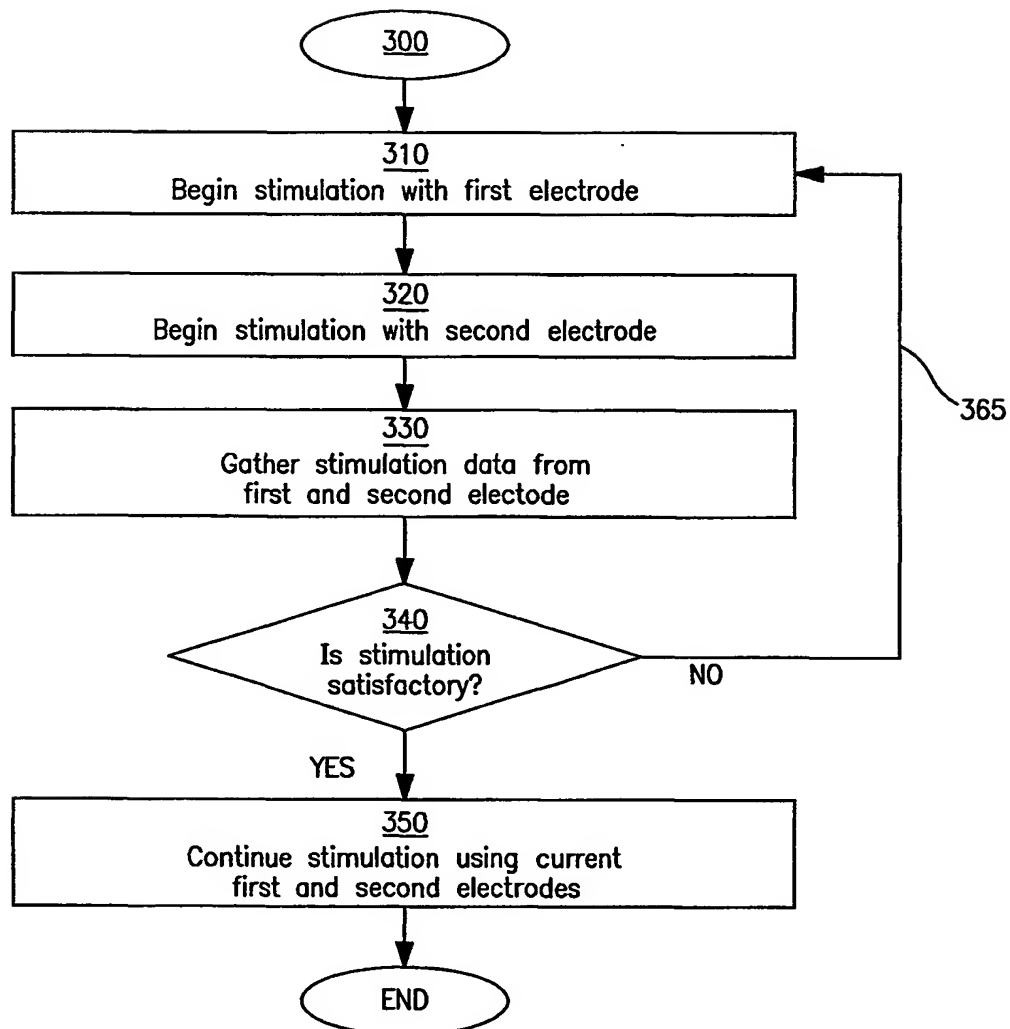 300
310
Begin stimulation with first electrode
320
Begin stimulation with second electrode
365
330
Gather stimulation data from
first and second electode
340
Is stimulation
satisfactory?
NO
YES
350
Continue stimulation using current
first and second electrodes
END